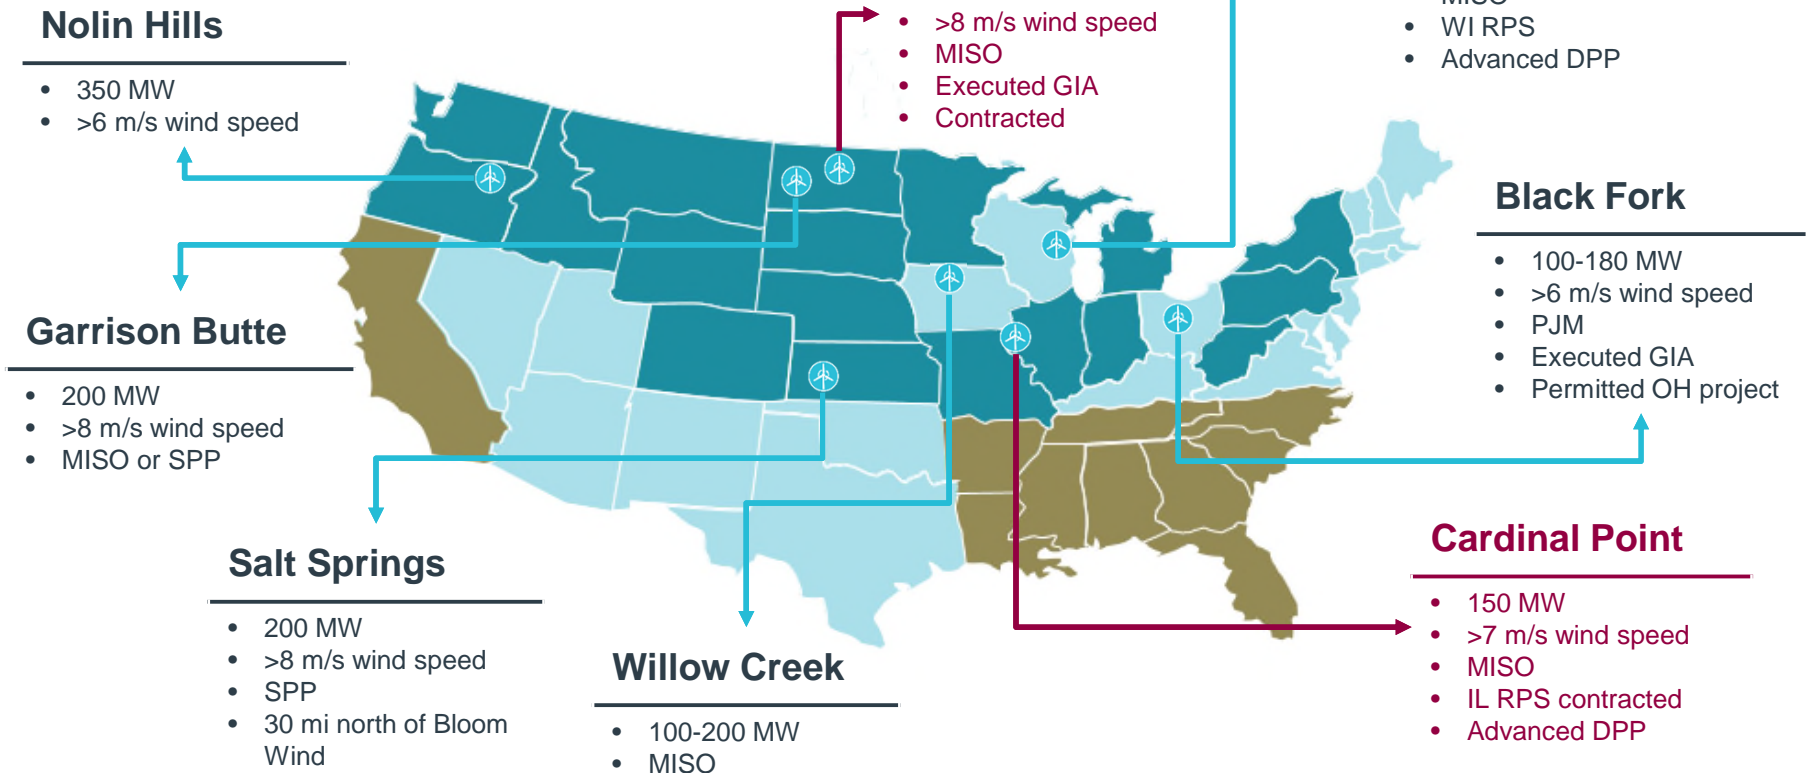 Nolin Hills
• 350 MW
• >6 m/s wind speed
• >8 m/s wind speed
• MISO
• Executed GIA
• Contracted
MISO
• WI RPS
• Advanced DPP
Black Fork
• 100-180 MW
• >6 m/s wind speed
• PJM
• Executed GIA
• Permitted OH project
Garrison Butte
• 200 MW
• >8 m/s wind speed
• MISO or SPP
Salt Springs
• 200 MW
• >8 m/s wind speed
• SPP
• 30 mi north of Bloom
Wind
Willow Creek
• 100-200 MW
• MISO
Cardinal Point
• 150 MW
• >7 m/s wind speed
• MISO
• IL RPS contracted
• Advanced DPP